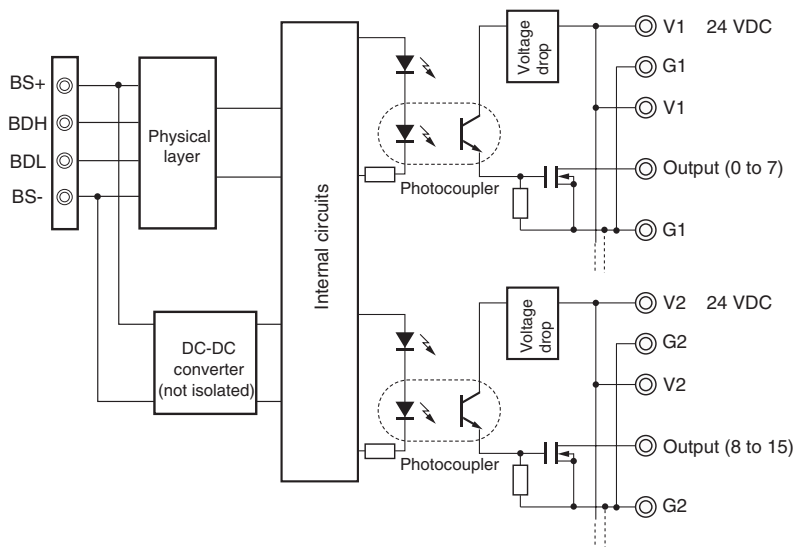 BS+
BDH
BDL
BS-
Physical
layer
DC-DC
converter
(not isolated)
Internal circuits
Photocoupler
Voltage
drop
V1 24 VDC
G1
V1
Output (0 to 7)
G1
Photocoupler
Voltage
drop
V2 24 VDC
G2
V2
Output (8 to 15)
G2